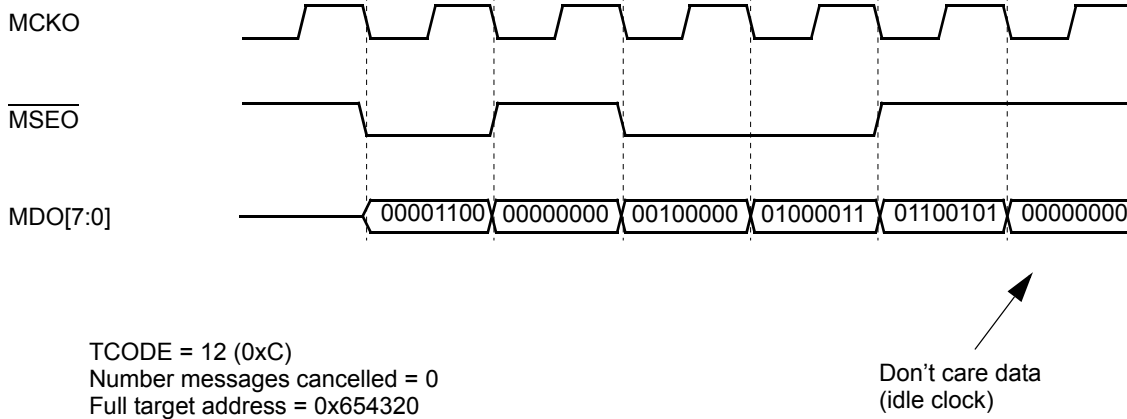 MCKO
MSEO
MDO[7:0]
00001100 00000000 00100000 01000011 01100101 00000000
TCODE = 12 (0xC)
Number messages cancelled = 0
Full target address = 0x654320
Don't care data
(idle clock)